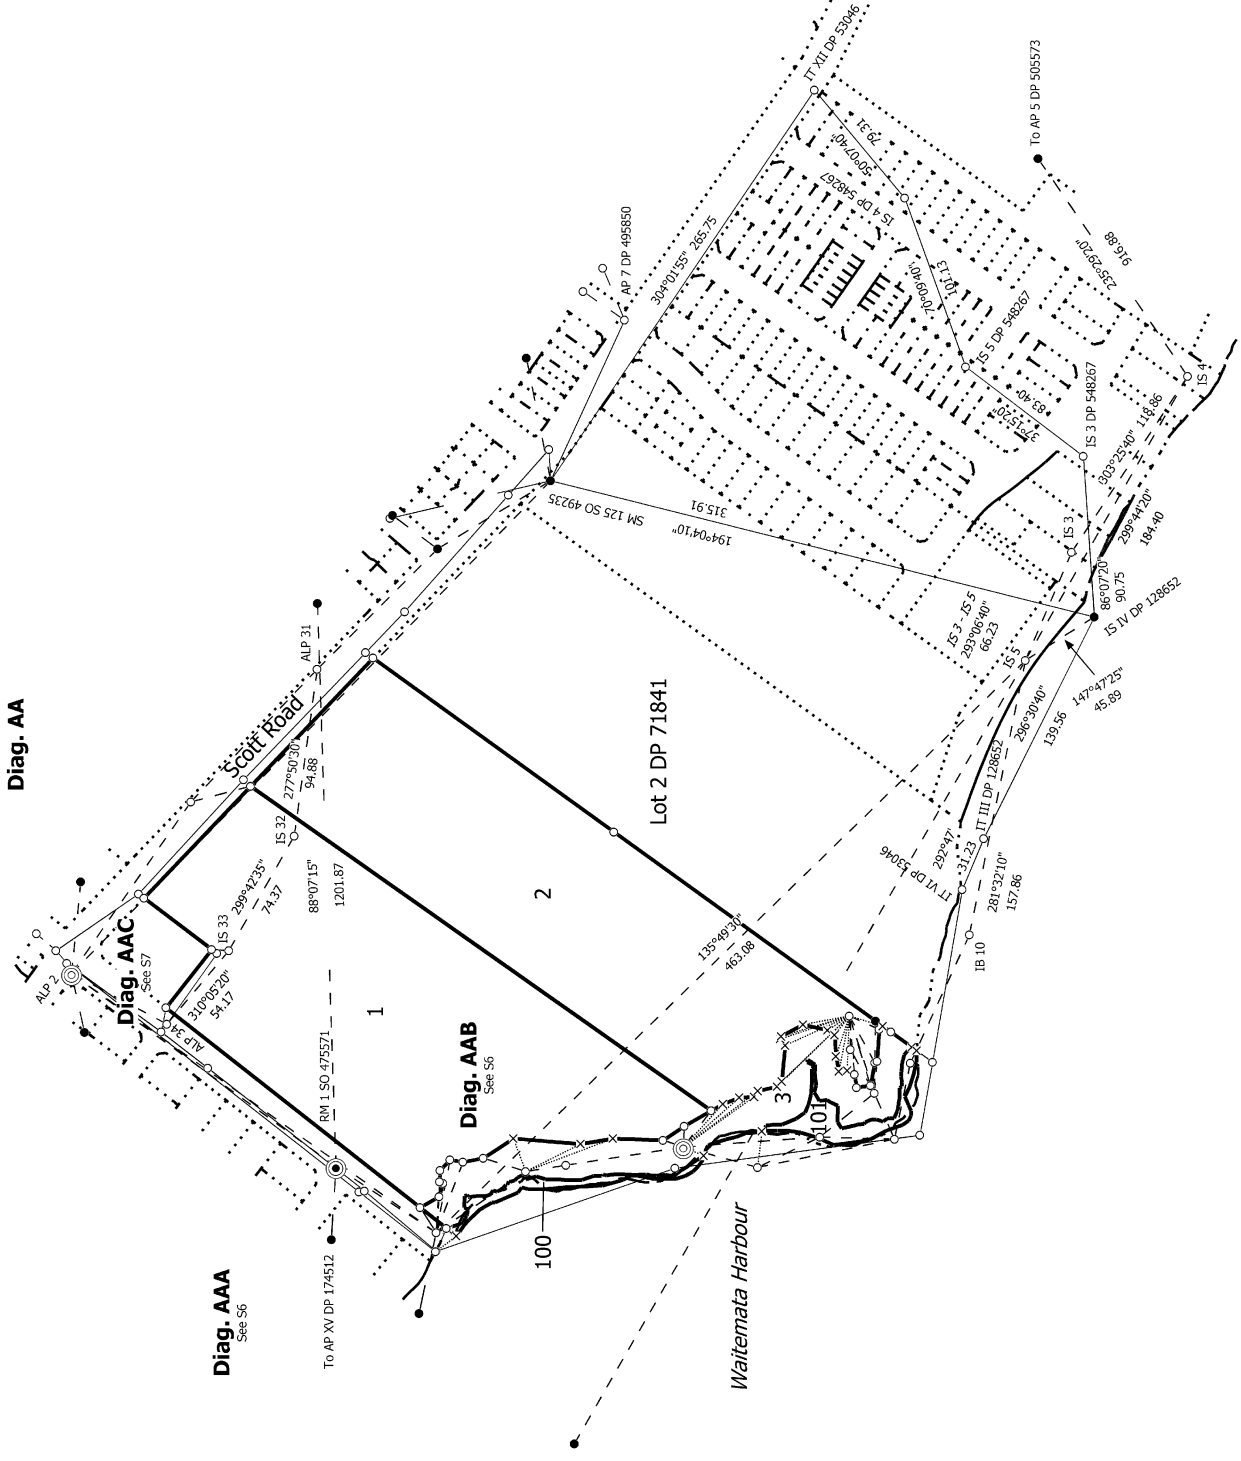 Diag. AA
IT XII DP 53046
To AP 5 DP 505573
79.31
50°07'40"
IS 4 DP 548267
304°01'55" 265.75
AP 7 DP 495850
101.13
70°09'40"
235°29'20"
916.88
IS 5 DP 548267
IS 4
83.40
37°15'20"
IS 3 DP 548267
118.86
303°25'40"
299°44'20"
184.40
SM 125 SO 49235
315.91
194°04'10"
IS 3
86°07'20"
90.75
IS IV DP 128652
IS 3 - IS 5
293°06'40"
66.23
IS 5
147°47'25"
45.89
ALP 31
Scott Road
277°50'30"
94.88
IS 32
Lot 2 DP 71841
296°30'40"
139.56
IT III DP 128652
292°47'
31.23
IT VI DP 53046
281°32'10"
157.86
IB 10
299°42'35"
74.37
88°07'15"
1201.87
2
135°49'30"
463.08
IS 33
ALP 2
Diag. AAC
See S7
310°05'20"
54.17
ALP 34
1
RM 1 SO 475571
Diag. AAB
See S6
3
101
100
To AP XV DP 174512
Diag. AAA
See S6
Waitemata Harbour